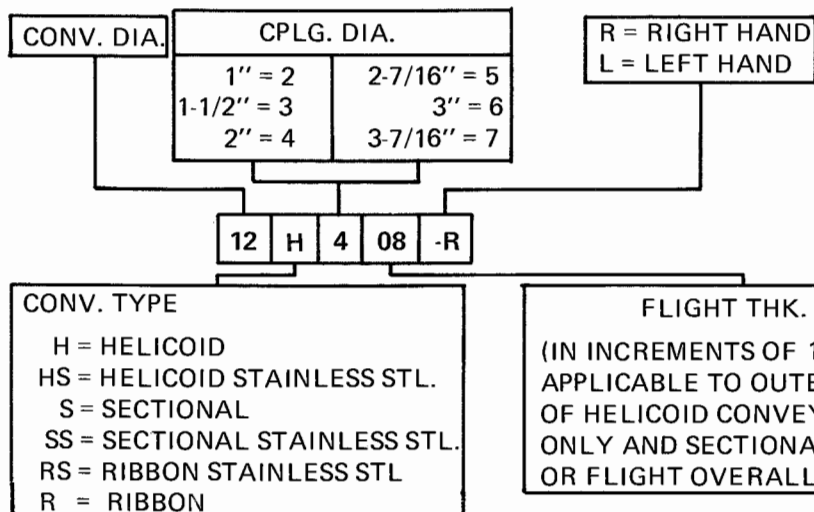 CONV. DIA.
CPLG. DIA.
1'' = 2
1-1/2'' = 3
2'' = 4
2-7/16'' = 5
3'' = 6
3-7/16'' = 7
R = RIGHT HAND
L = LEFT HAND
12 H 4 08 -R
CONV. TYPE
H = HELICOID
HS = HELICOID STAINLESS STL.
S = SECTIONAL
SS = SECTIONAL STAINLESS STL.
RS = RIBBON STAINLESS STL
R = RIBBON
FLIGHT THK.
(IN INCREMENTS OF
APPLICABLE TO
OF HELICOID
ONLY AND
OR FLIGHT OVERALL